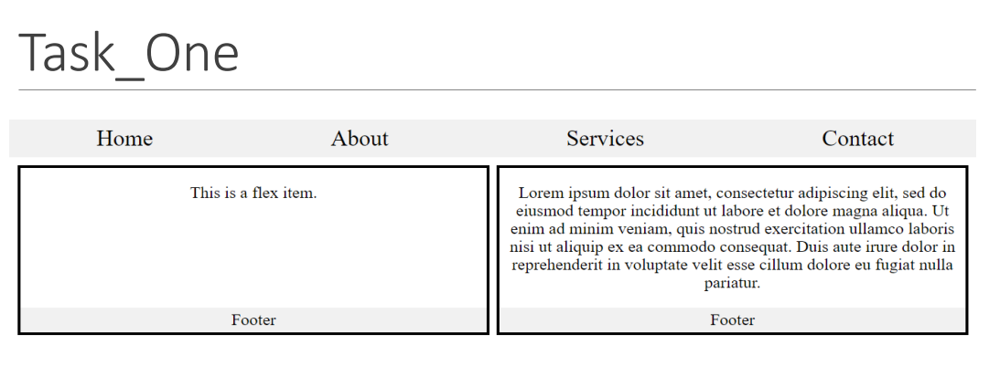 Task_One
Home About Services Contact
This is a flex item.
Lorem ipsum dolor sit amet, consectetur adipiscing elit, sed do
eiusmod tempor incididunt ut labore et dolore magna aliqua. Ut
enim ad minim veniam, quis nostrud exercitation ullamco laboris
nisi ut aliquip ex ea commodo consequat. Duis aute irure dolor in
reprehenderit in voluptate velit esse cillum dolore eu fugiat nulla
pariatur.
Footer
Footer